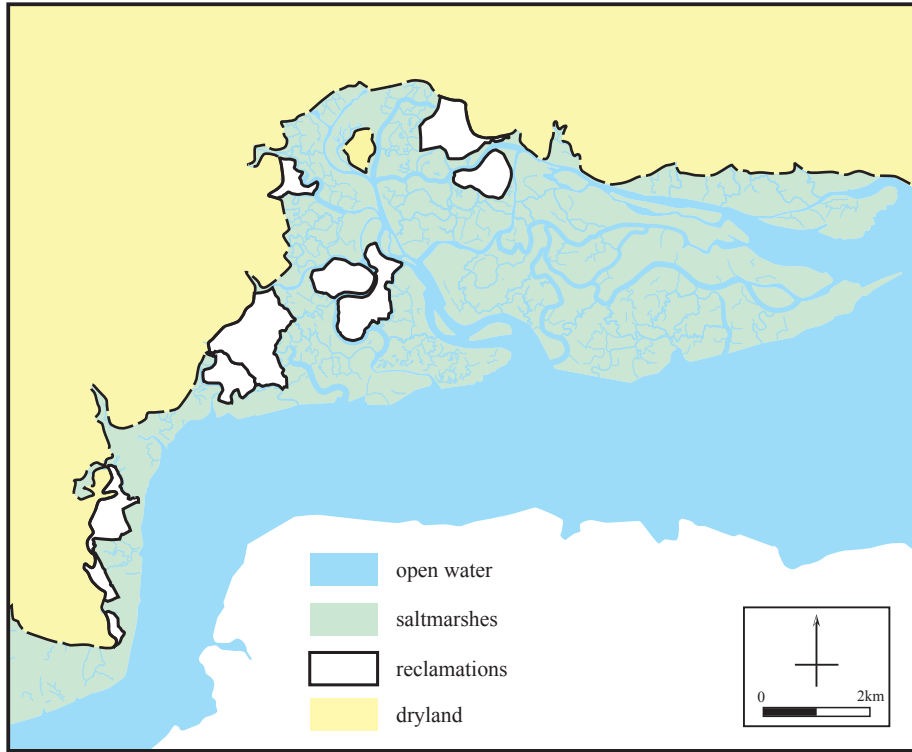 open water
saltmarshes
reclamations
dryland
0 2km